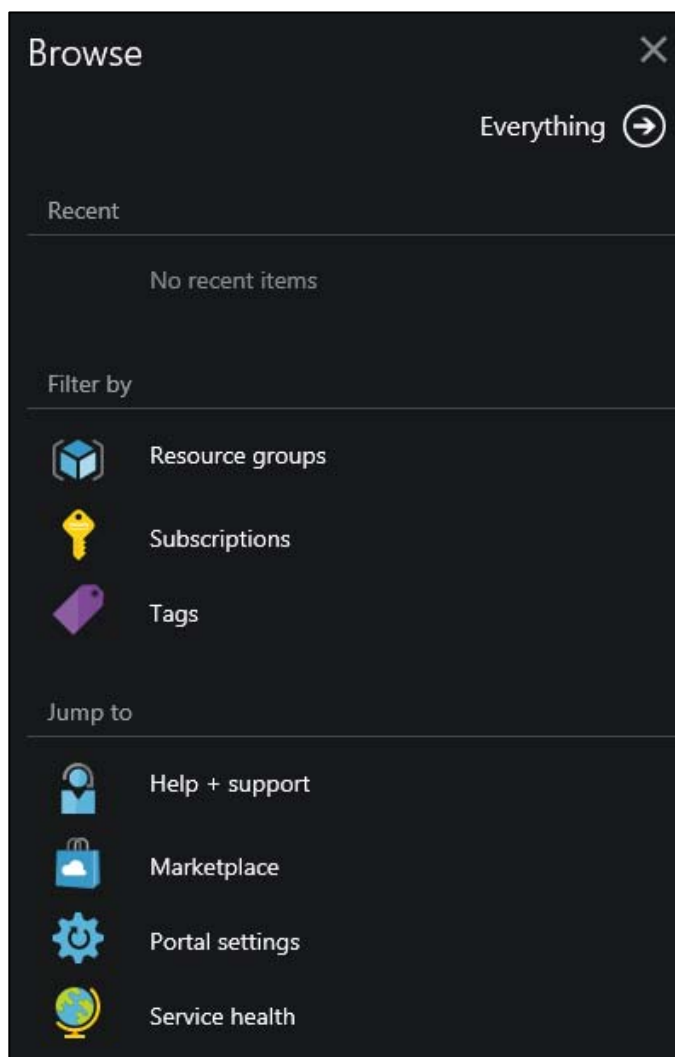 Browse
Everything
Recent
No recent items
Filter by
Resource groups
Subscriptions
Tags
Jump to
Help + support
Marketplace
Portal settings
Service health